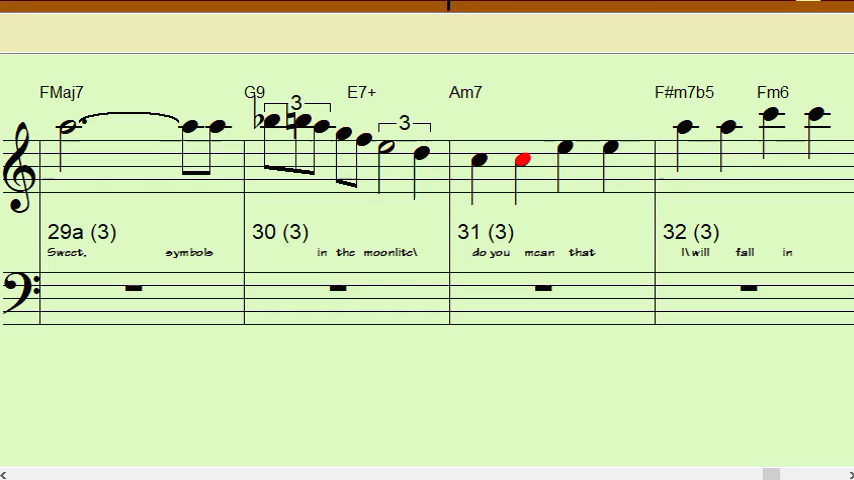 FMaj7 G9 E7+ Am7 F#m7b5 Fm6
3
3
29a (3) 30 (3) 31 (3) 32 (3)
Sweet, symbols in the moonlite\ do you mean that I\will fall in